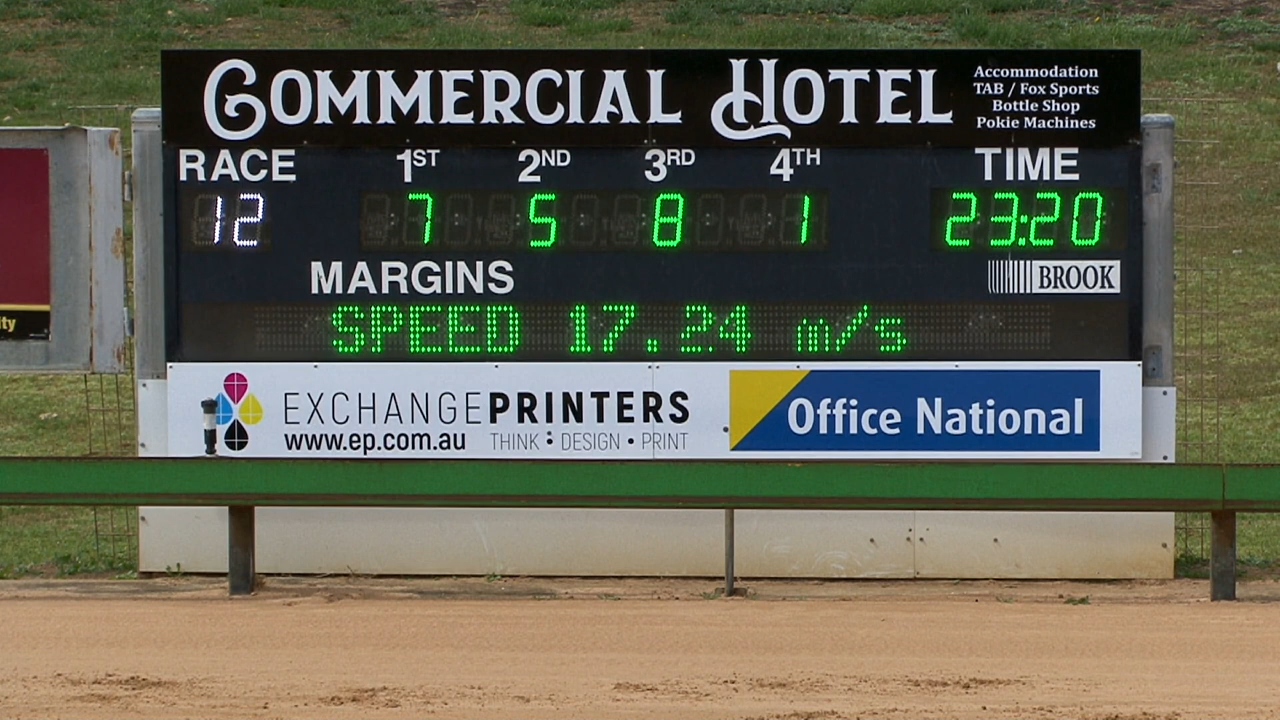 COMMERCIAL HOTEL
Accommodation
TAB / Fox Sports
Bottle Shop
Pokie Machines
RACE 1ST 2ND 3RD 4TH TIME
12 7 5 8 1 23:20
MARGINS BROOK
SPEED 17.24 m/s
EXCHANGEPRINTERS
www.ep.com.au THINK : DESIGN • PRINT
Office National
ity